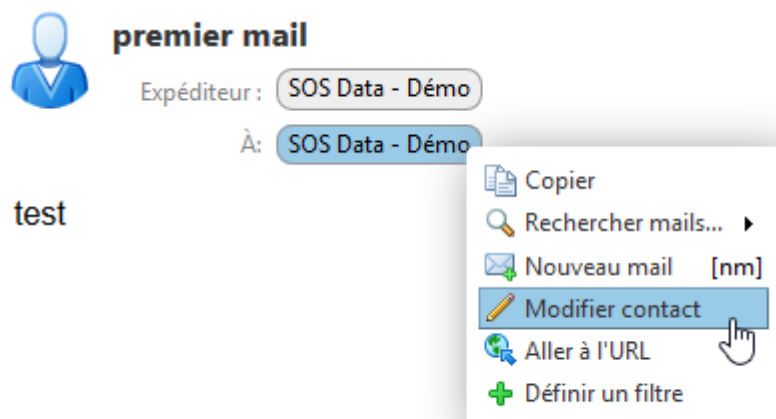 premier mail
Expéditeur : SOS Data - Démo
À: SOS Data - Démo
test
Copier
Rechercher mails...
Nouveau mail [nm]
Modifier contact
Aller à l'URL
Définir un filtre